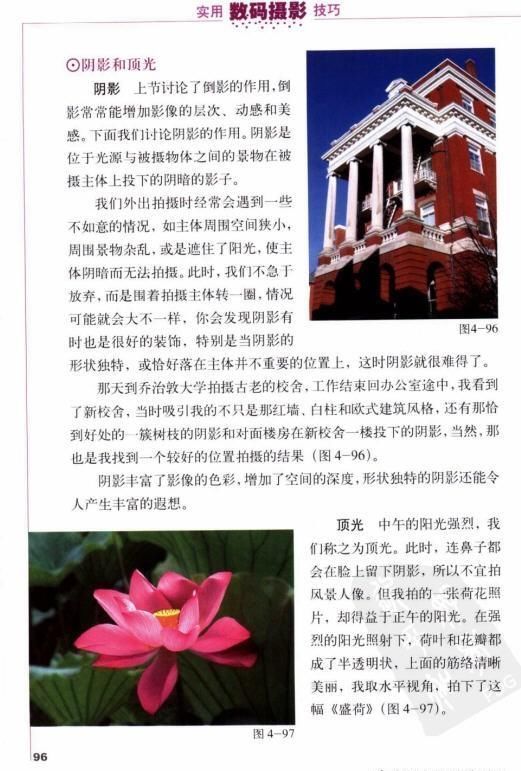 实用 数码摄影 技巧
⊙阴影和顶光
阴影 上节讨论了倒影的作用,倒
影常常能增加影像的层次、动感和美
感。下面我们讨论阴影的作用。阴影是
位于光源与被摄物体之间的景物在被
摄主体上投下的阴暗的影子。
我们外出拍摄时经常会遇到一些
不如意的情况，如主体周围空间狭小，
周围景物杂乱，或是遮住了阳光，使主
体阴暗而无法拍摄。此时，我们不急于
放弃，而是围着拍摄主体转一圈，情况
可能就会大不一样，你会发现阴影有
时也是很好的装饰，特别是当阴影的
图4-96
形状独特，或恰好落在主体并不重要的位置上，这时阴影就很难得了。
那天到乔治敦大学拍摄古老的校舍，工作结束回办公室途中，我看到
了新校舍，当时吸引我的不只是那红墙、白柱和欧式建筑风格，还有那恰
到好处的一簇树枝的阴影和对面楼房在新校舍一楼投下的阴影，当然，那
也是我找到一个较好的位置拍摄的结果（图4-96）。
阴影丰富了影像的色彩，增加了空间的深度，形状独特的阴影还能令
人产生丰富的遐想。
顶光 中午的阳光强烈，我
们称之为顶光。此时，连鼻子都
会在脸上留下阴影，所以不宜拍
风景人像。但我拍的一张荷花照
片，却得益于正午的阳光。在强
烈的阳光照射下，荷叶和花瓣都
成了半透明状，上面的筋络清晰
美丽，我取水平视角，拍下了这
幅《盛荷》（图4-97）。
图4-97
96